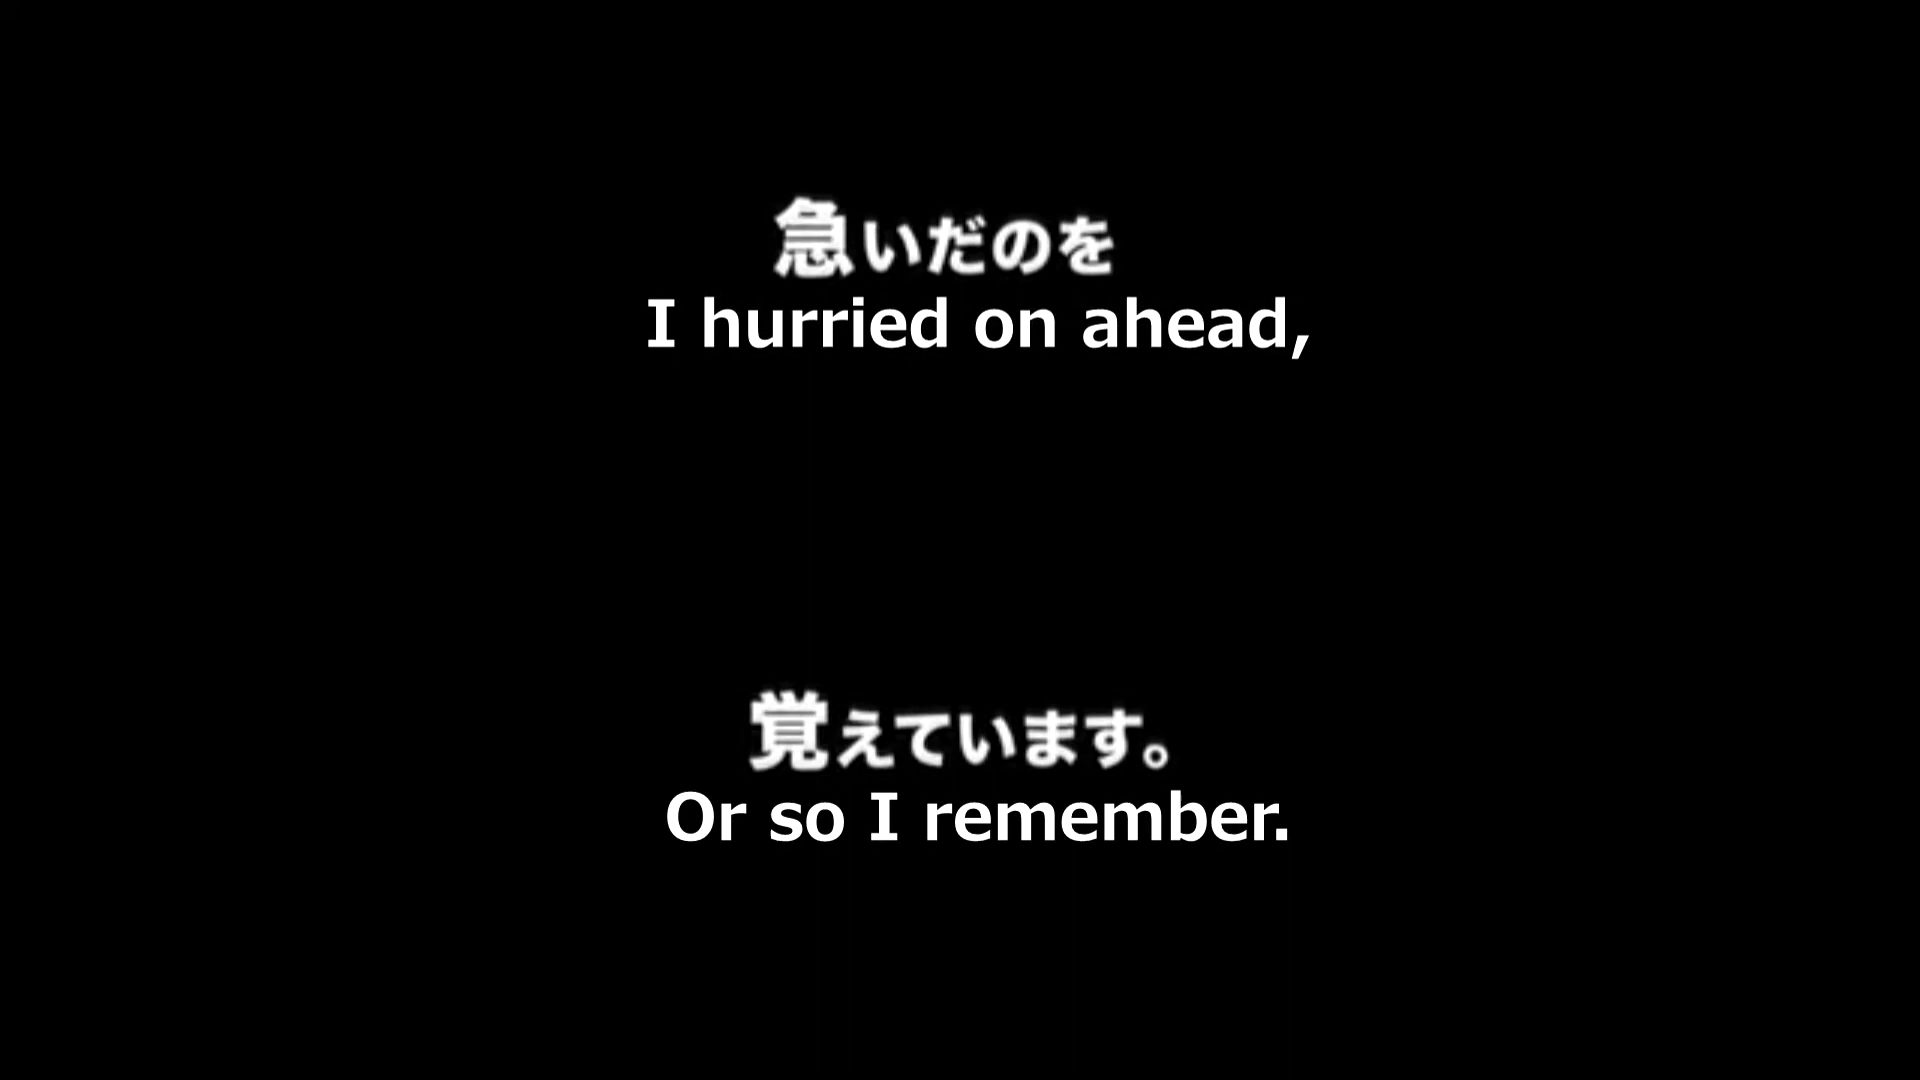 急いだのを
I hurried on ahead,
覚えています。
Or so I remember.